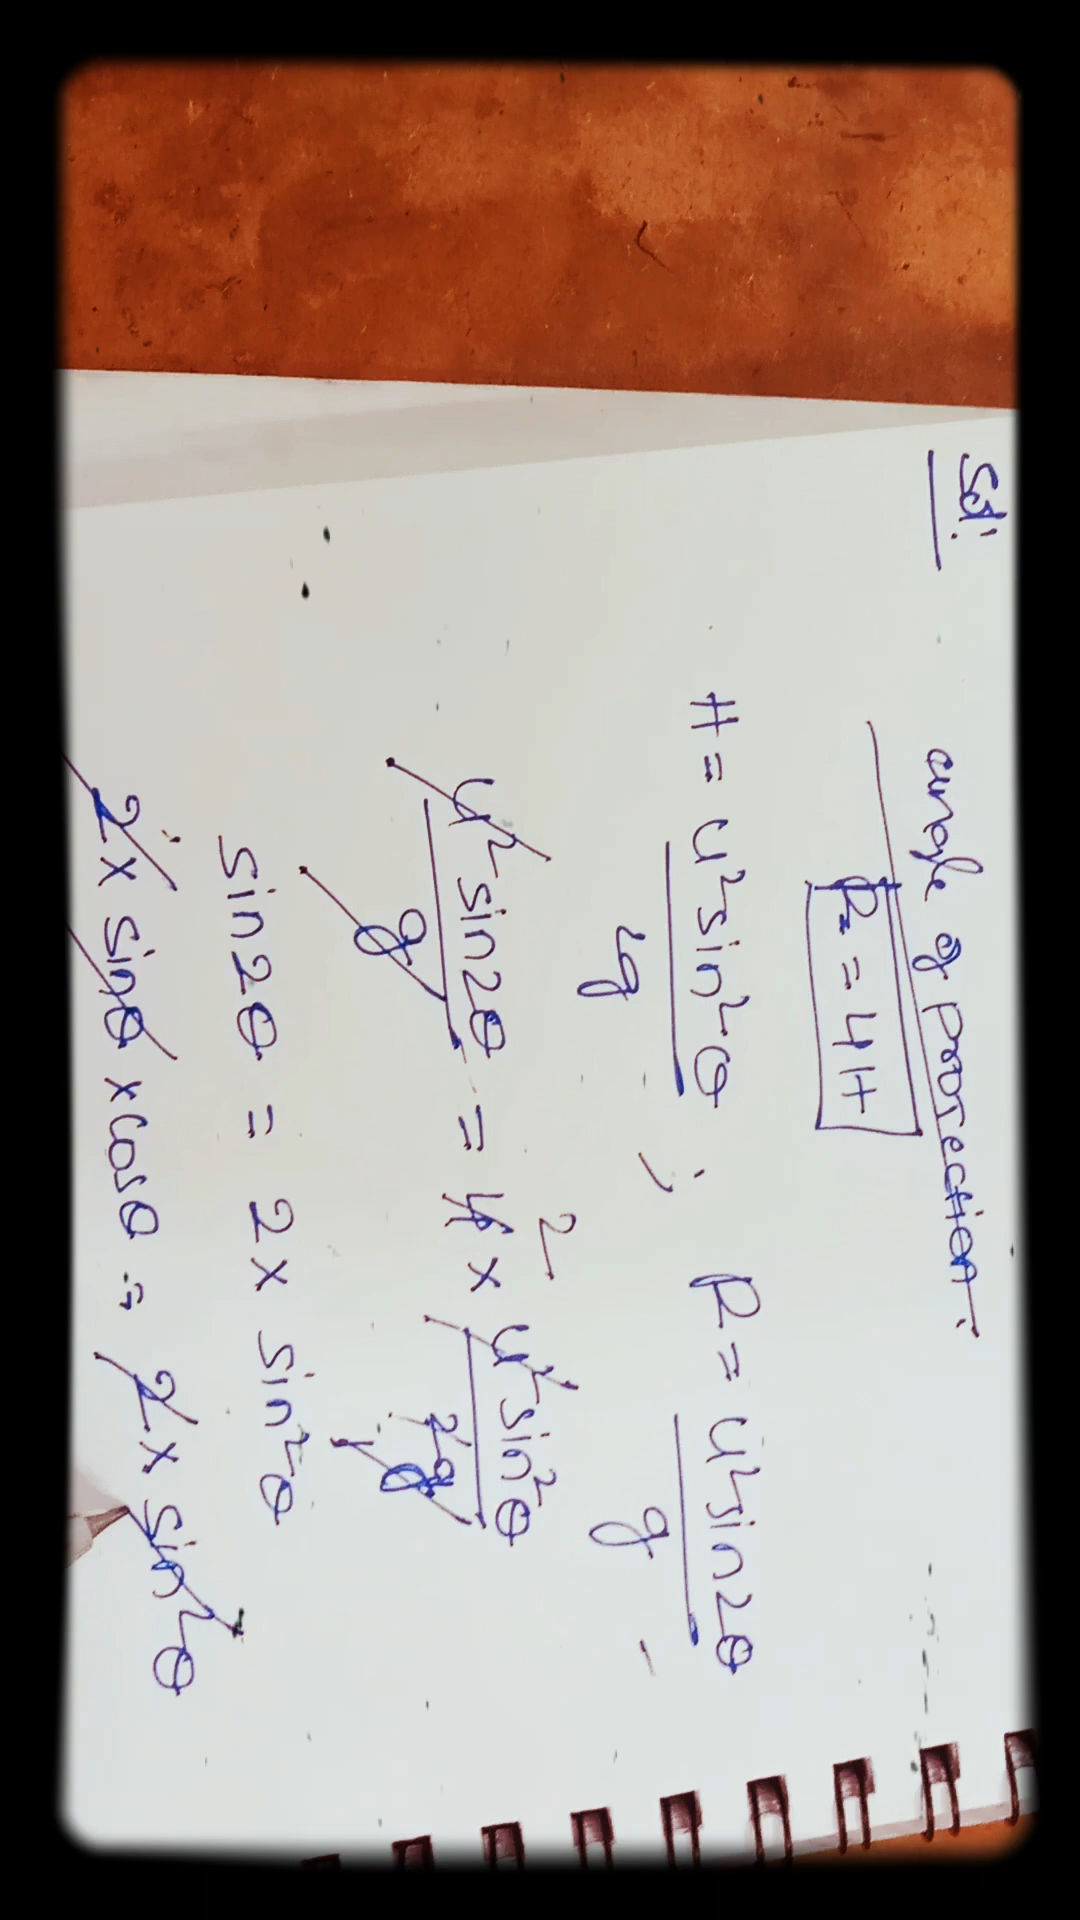 Sol:
angle of projection:
R = 4H
H = u²sin²θ / 2g ; R = u²sin2θ / g
u²sin2θ / g = 4 × u²sin²θ / 2g 2
sin2θ = 2 × sin²θ
2 × sinθ × cosθ = 2 × sin²θ